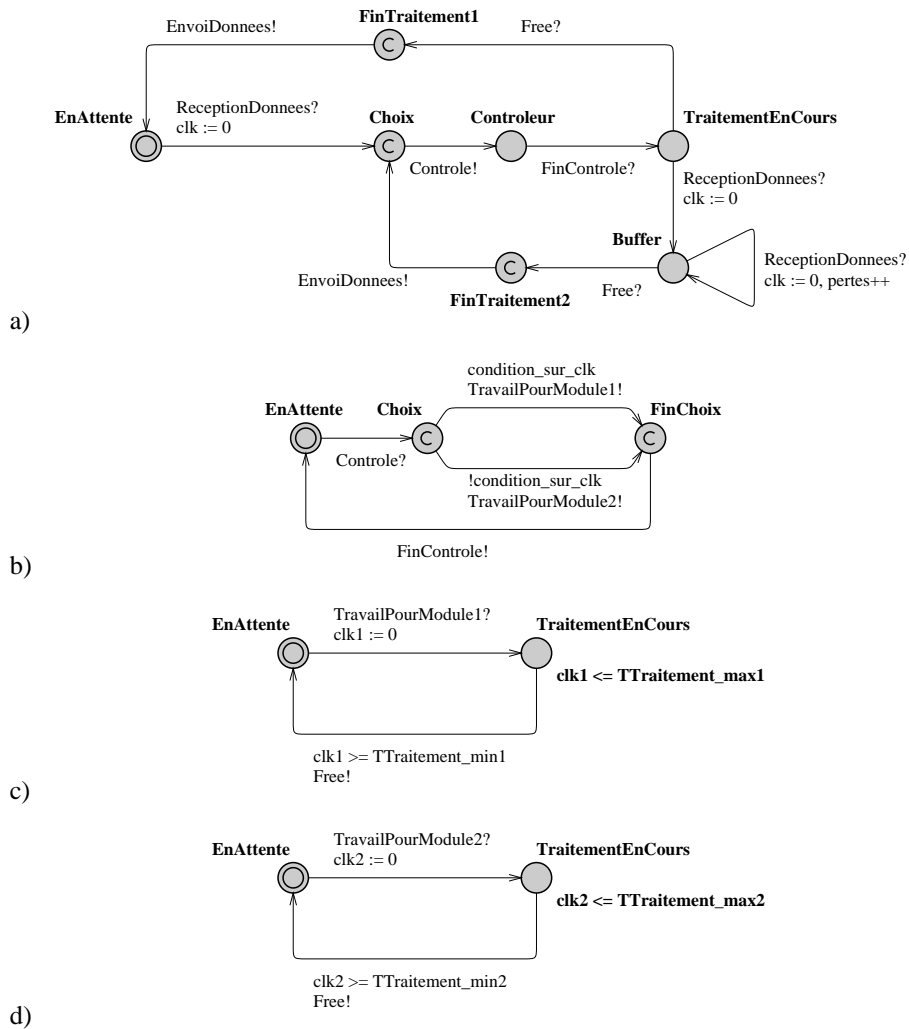 FinTraitement1
EnvoiDonnees!
Free?
EnAttente
ReceptionDonnees?
clk := 0
Choix
Controleur
TraitementEnCours
C
C
Controle!
FinControle?
ReceptionDonnees?
clk := 0
Buffer
ReceptionDonnees?
clk := 0, pertes++
C
EnvoiDonnees!
Free?
FinTraitement2
a)
condition_sur_clk
TravailPourModule1!
EnAttente
Choix
FinChoix
C
C
Controle?
!condition_sur_clk
TravailPourModule2!
FinControle!
b)
TravailPourModule1?
clk1 := 0
EnAttente
TraitementEnCours
clk1 <= TTraitement_max1
clk1 >= TTraitement_min1
Free!
c)
TravailPourModule2?
clk2 := 0
EnAttente
TraitementEnCours
clk2 <= TTraitement_max2
clk2 >= TTraitement_min2
Free!
d)